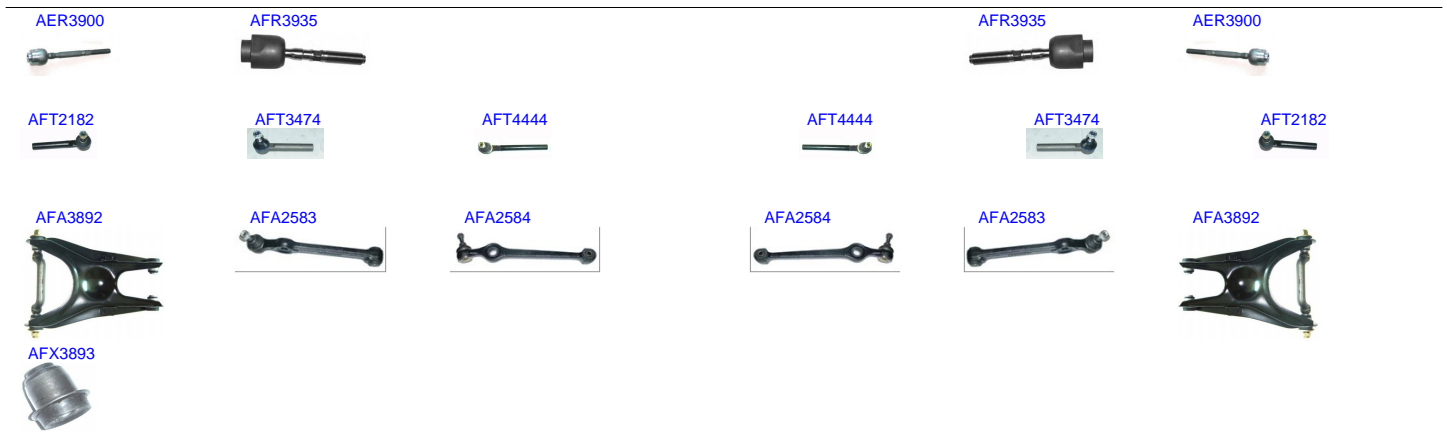 AER3900 AFR3935 AFR3935 AER3900
AFT2182 AFT3474 AFT4444 AFT4444 AFT3474 AFT2182
AFA3892 AFA2583 AFA2584 AFA2584 AFA2583 AFA3892
AFX3893